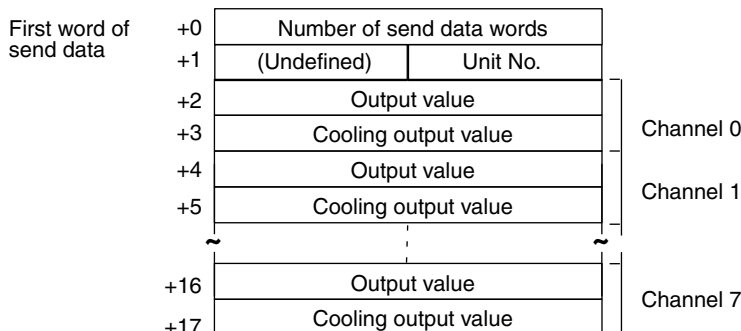 First word of
send data
+0 Number of send data words
+1 (Undefined) Unit No.
+2 Output value
+3 Cooling output value
Channel 0
+4 Output value
+5 Cooling output value
Channel 1
~ ~
+16 Output value
+17 Cooling output value
Channel 7